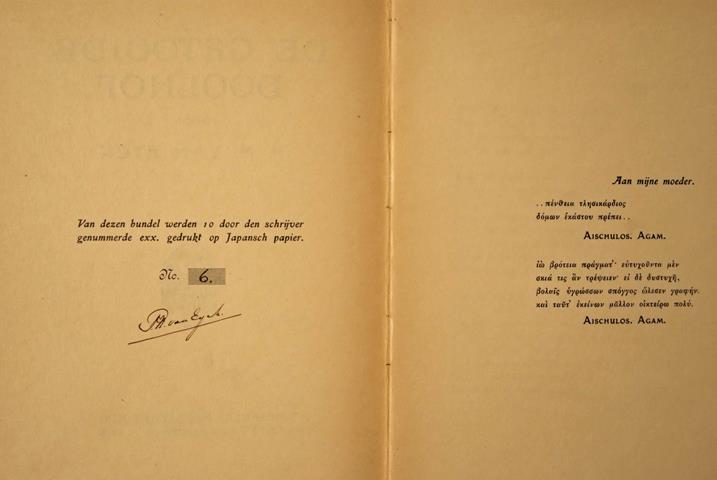 Van dezen bundel werden 10 door den schrijver
genummerde exx. gedrukt op Japansch papier.
No. 6.
P.N. van Eyck.
Aan mijne moeder.
..πένθεια τλησικάρδιος
δόμων ἑκάστου πρέπει..
AISCHULOS. AGAM.
ἰὼ βρότεια πράγματ᾽ εὐτυχοῦντα μὲν
σκιά τις ἂν τρέψειεν· εἰ δὲ δυστυχῇ,
βολαῖς ὑγρώσσων σπόγγος ὤλεσεν γραφήν.
καὶ ταῦτ᾽ ἐκείνων μᾶλλον οἰκτείρω πολύ.
AISCHULOS. AGAM.